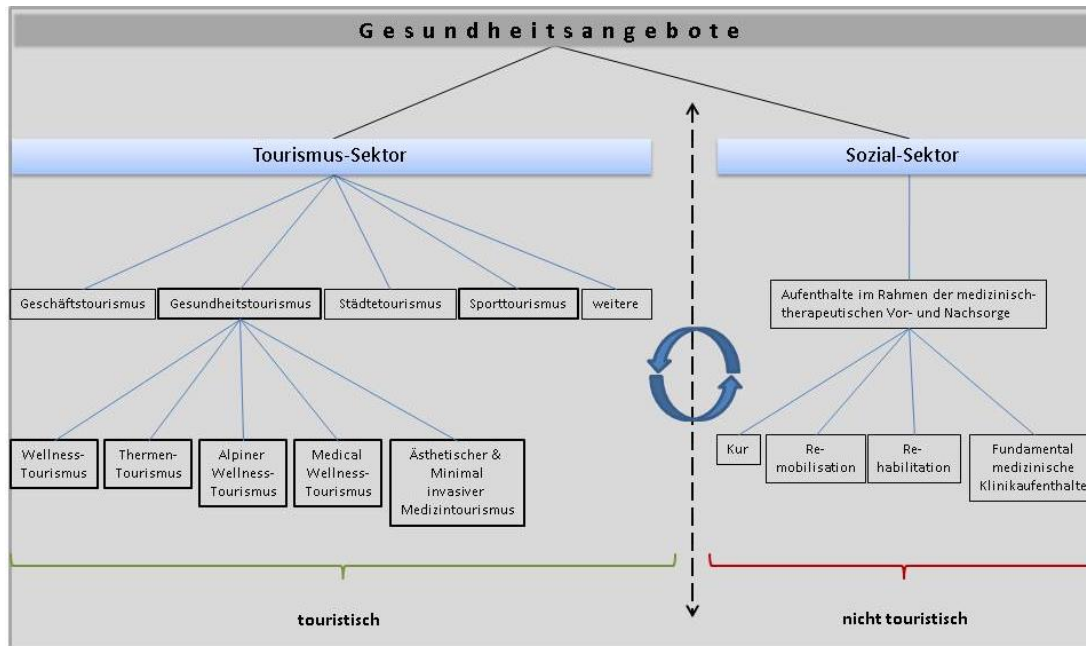 Gesundheitsangebote
Tourismus-Sektor
Sozial-Sektor
Geschäftstourismus
Gesundheitstourismus
Städtetourismus
Sporttourismus
weitere
Aufenthalte im Rahmen der medizinisch-
therapeutischen Vor- und Nachsorge
Wellness-
Tourismus
Thermen-
Tourismus
Alpiner
Wellness-
Tourismus
Medical
Wellness-
Tourismus
Ästhetischer &
Minimal
invasiver
Medizintourismus
Kur
Re-
mobilisation
Re-
habilitation
Fundamental
medizinische
Klinikaufenthalte
touristisch
nicht touristisch